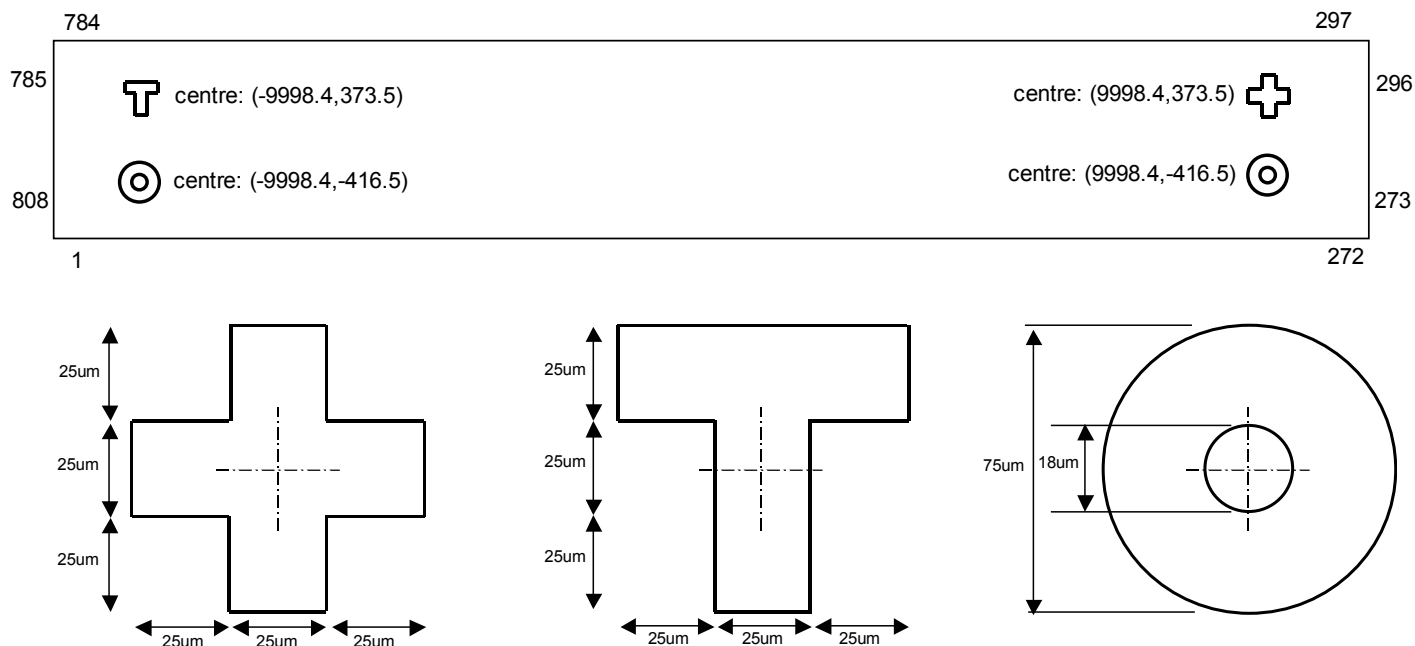 784 297
785 centre: (-9998.4,373.5) centre: (9998.4,373.5) 296
centre: (-9998.4,-416.5) centre: (9998.4,-416.5)
808 273
1 272
25um 25um
25um 25um 75um 18um
25um 25um
25um 25um 25um 25um 25um 25um